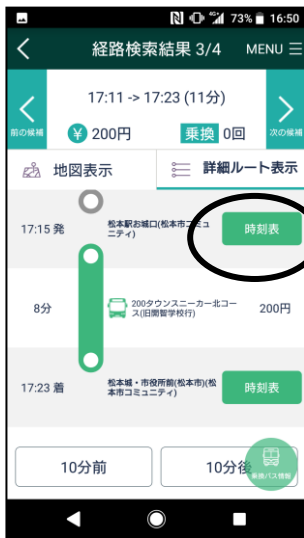 73% 16:50
経路検索結果 3/4 MENU
17:11 -> 17:23 (11分)
前の候補 ¥ 200円 乗換 0回 次の候補
地図表示 詳細ルート表示
17:15 発 松本駅お城口(松本市コミュ
ニティ) 時刻表
8分 200タウンスニーカー北コー
ス(旧開智学校行) 200円
17:23 着 松本城・市役所前(松本市)(松
本市コミュニティ) 時刻表
10分前 10分後
乗換バス情報